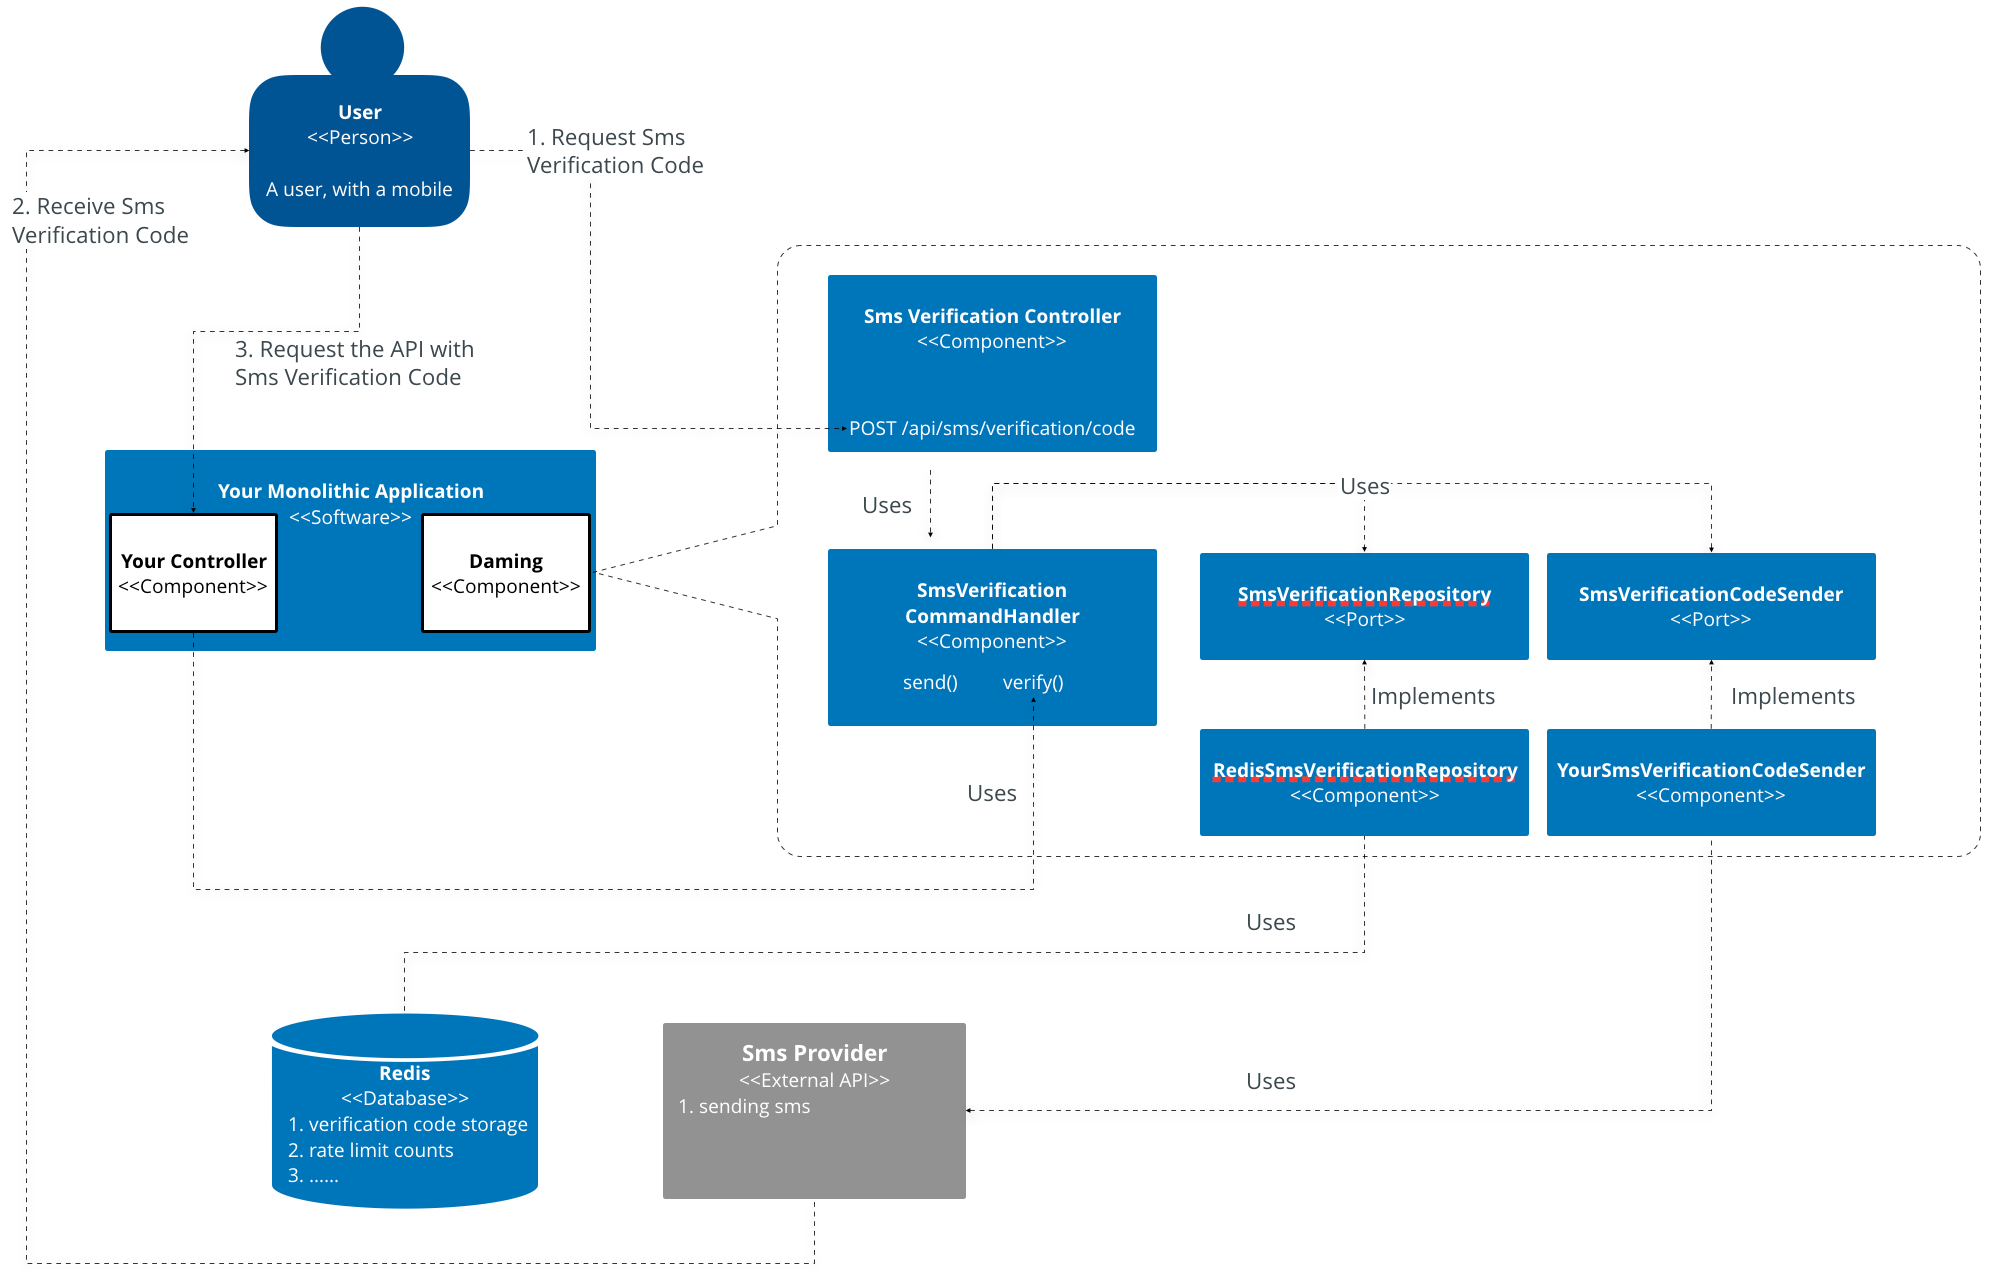 User
<<Person>>
A user, with a mobile
1. Request Sms
Verification Code
2. Receive Sms
Verification Code
3. Request the API with
Sms Verification Code
Sms Verification Controller
<<Component>>
POST /api/sms/verification/code
Uses
Uses
Your Monolithic Application
<<Software>>
Your Controller
<<Component>>
Daming
<<Component>>
SmsVerification
CommandHandler
<<Component>>
send() verify()
SmsVerificationRepository
<<Port>>
SmsVerificationCodeSender
<<Port>>
Implements
Implements
RedisSmsVerificationRepository
<<Component>>
YourSmsVerificationCodeSender
<<Component>>
Uses
Uses
Redis
<<Database>>
1. verification code storage
2. rate limit counts
3. ......
Sms Provider
<<External API>>
1. sending sms
Uses